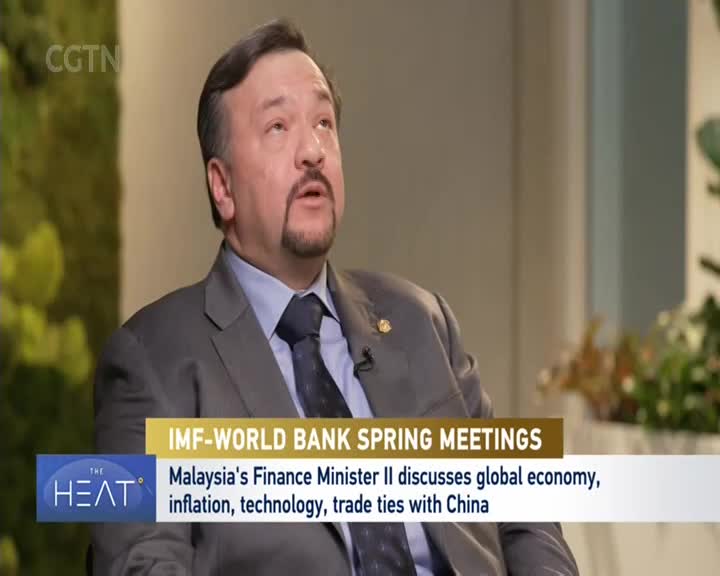 CGTN
IMF-WORLD BANK SPRING MEETINGS
THE
HEAT
Malaysia's Finance Minister II discusses global economy,
inflation, technology, trade ties with China